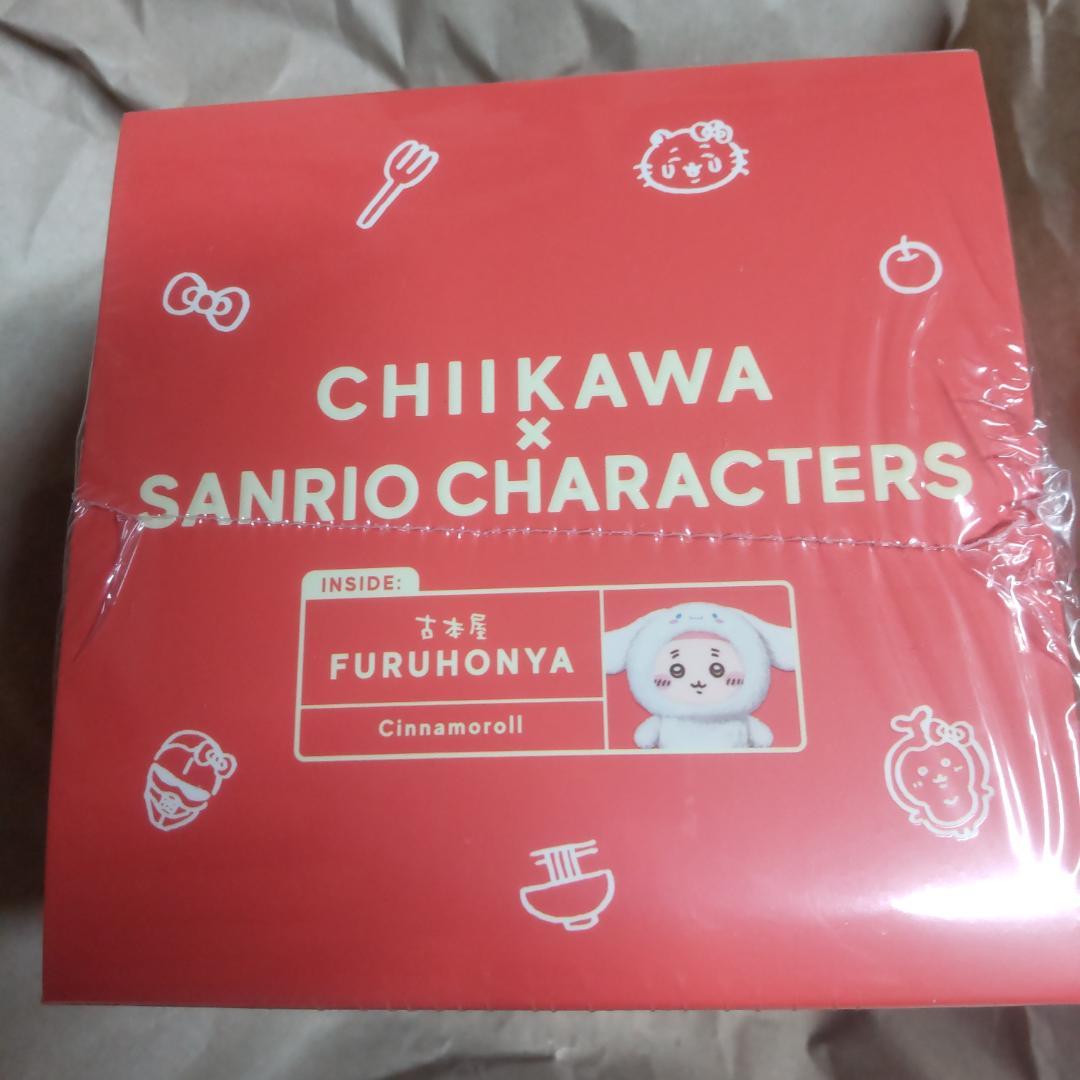 CHIIKAWA
×
SANRIO CHARACTERS
INSIDE:
古本屋
FURUHONYA
Cinnamoroll